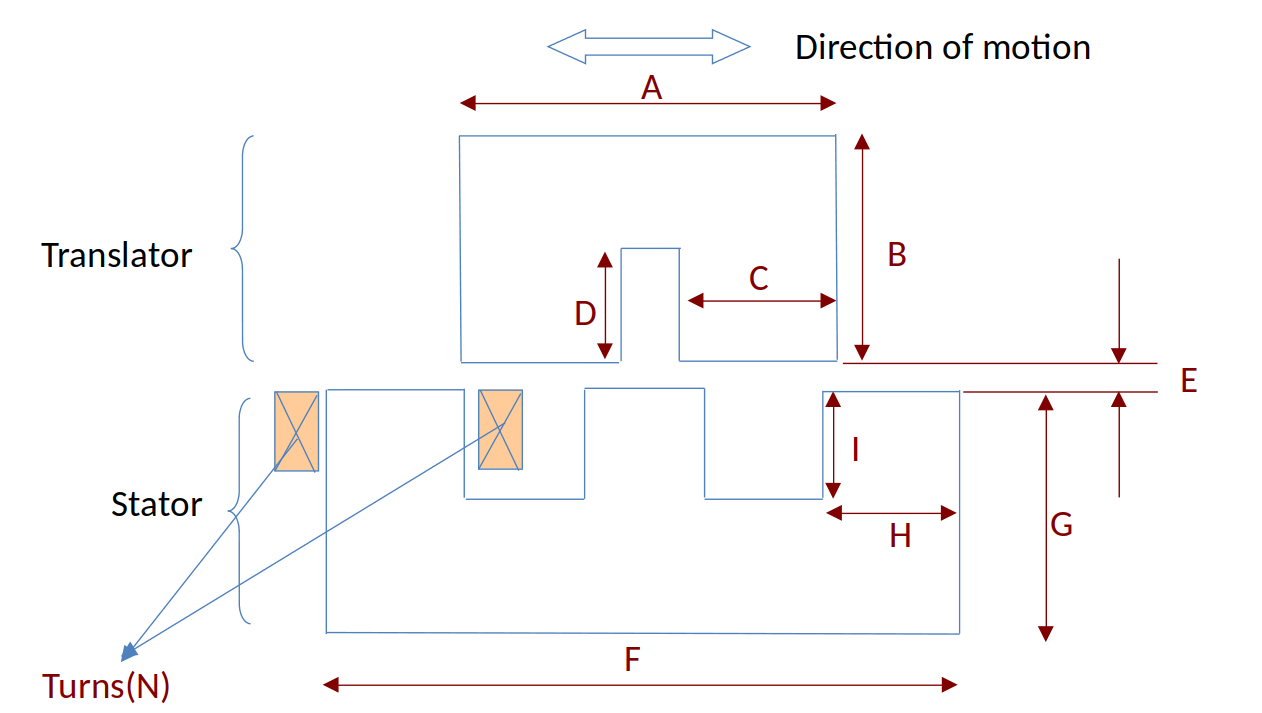 Direction of motion
A
Translator
B
C
D
E
Stator
I
H
G
F
Turns(N)